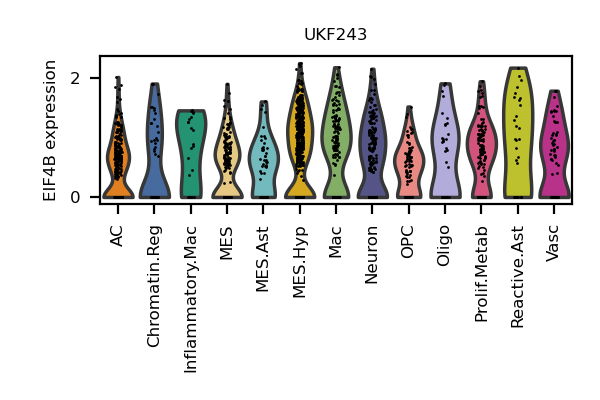 UKF243
EIF4B expression
2
0
AC
Chromatin.Reg
Inflammatory.Mac
MES
MES.Ast
MES.Hyp
Mac
Neuron
OPC
Oligo
Prolif.Metab
Reactive.Ast
Vasc